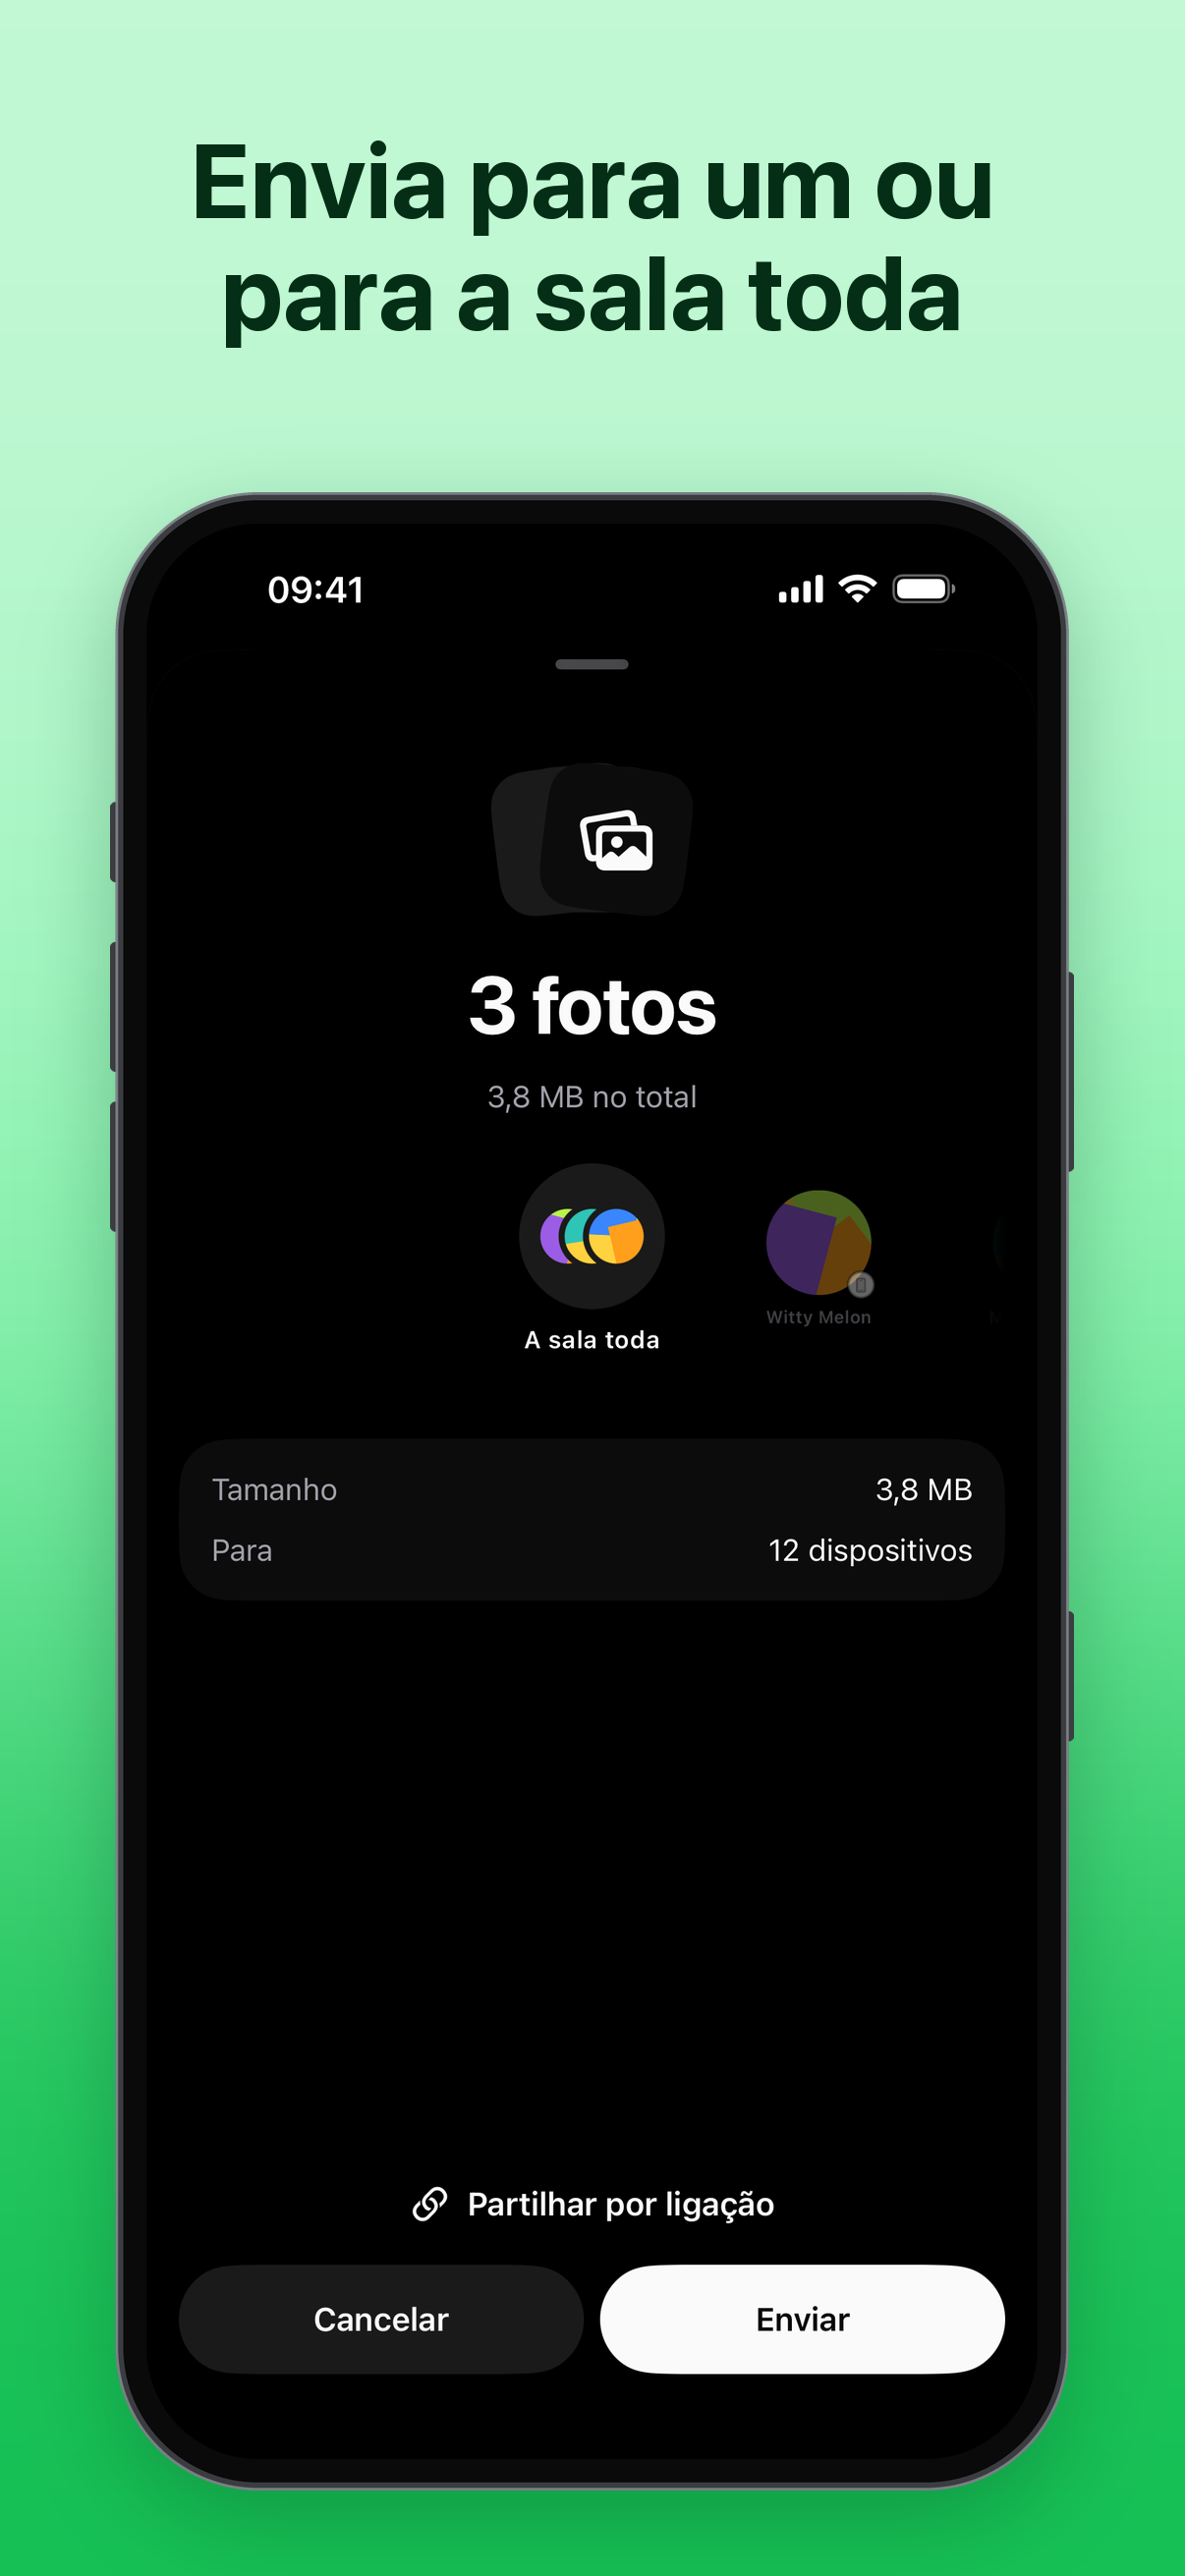 Envia para um ou
para a sala toda
09:41
3 fotos
3,8 MB no total
A sala toda
Witty Melon
Tamanho
3,8 MB
Para
12 dispositivos
Partilhar por ligação
Cancelar
Enviar